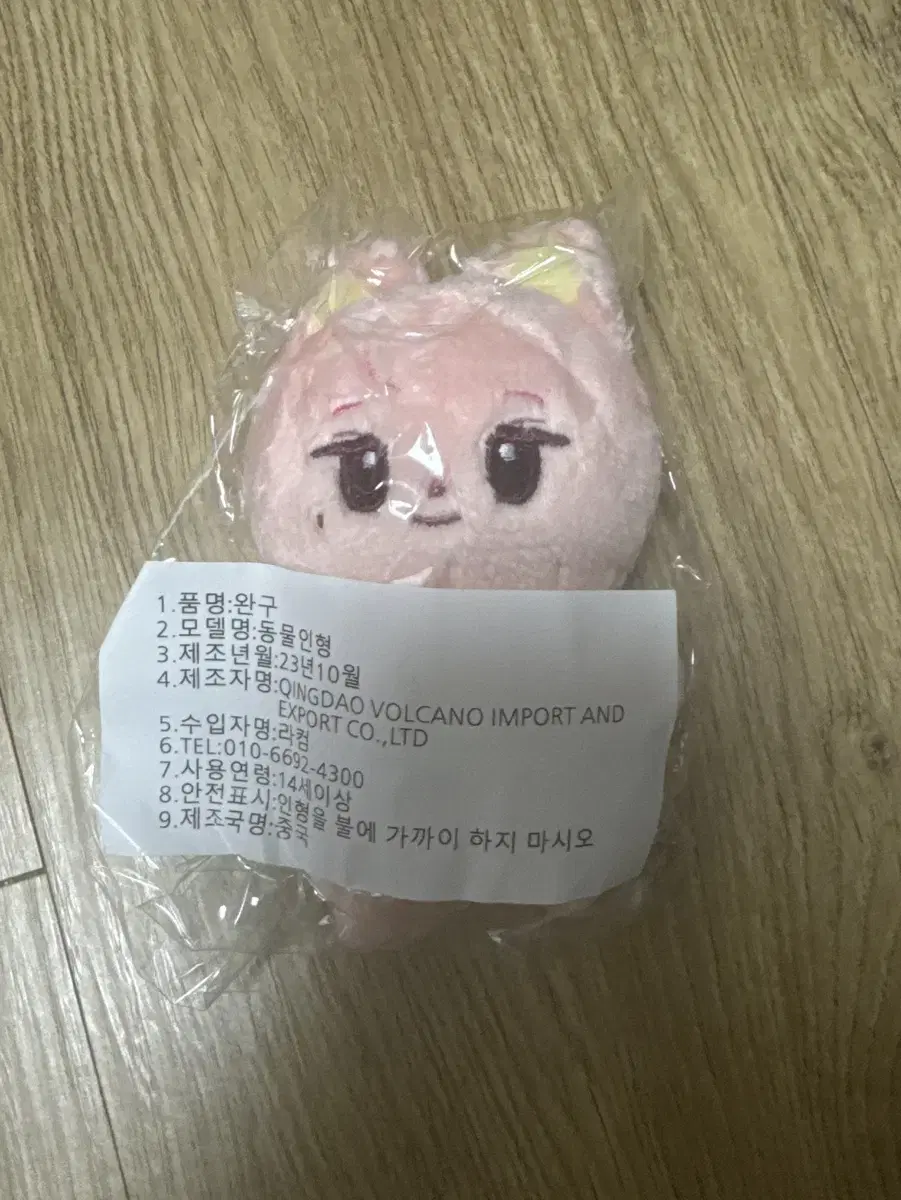 1.품명:완구
2.모델명:동물인형
3.제조년월:23년10월
4.제조자명:QINGDAO VOLCANO IMPORT AND
EXPORT CO.,LTD
5.수입자명:라컴
6.TEL:010-6692-4300
7.사용연령:14세이상
8.안전표시:인형을 불에 가까이 하지 마시오
9.제조국명:중국